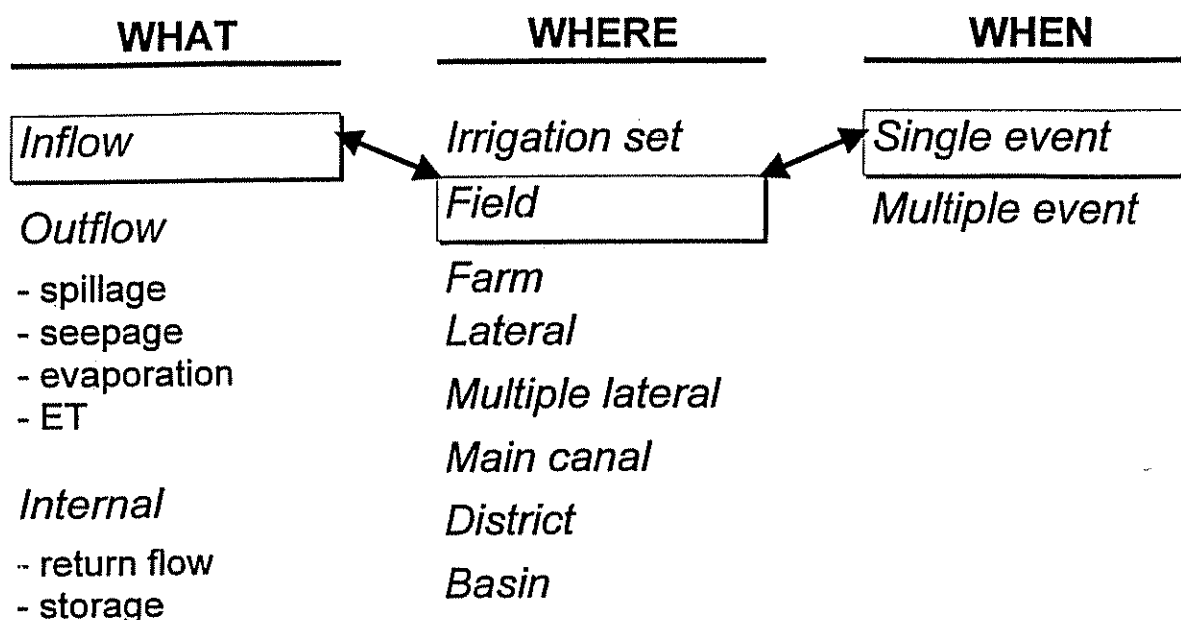 WHAT
Inflow
Outflow
- spillage
- seepage
- evaporation
- ET
Internal
- return flow
- storage
WHERE
Irrigation set
Field
Farm
Lateral
Multiple lateral
Main canal
District
Basin
WHEN
Single event
Multiple event